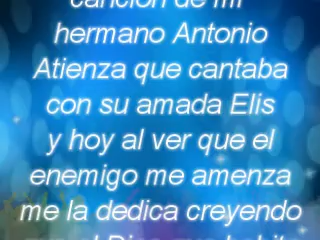 canción de mi
hermano Antonio
Atienza que cantaba
con su amada Elis
y hoy al ver que el
enemigo me amenza
me la dedica creyendo